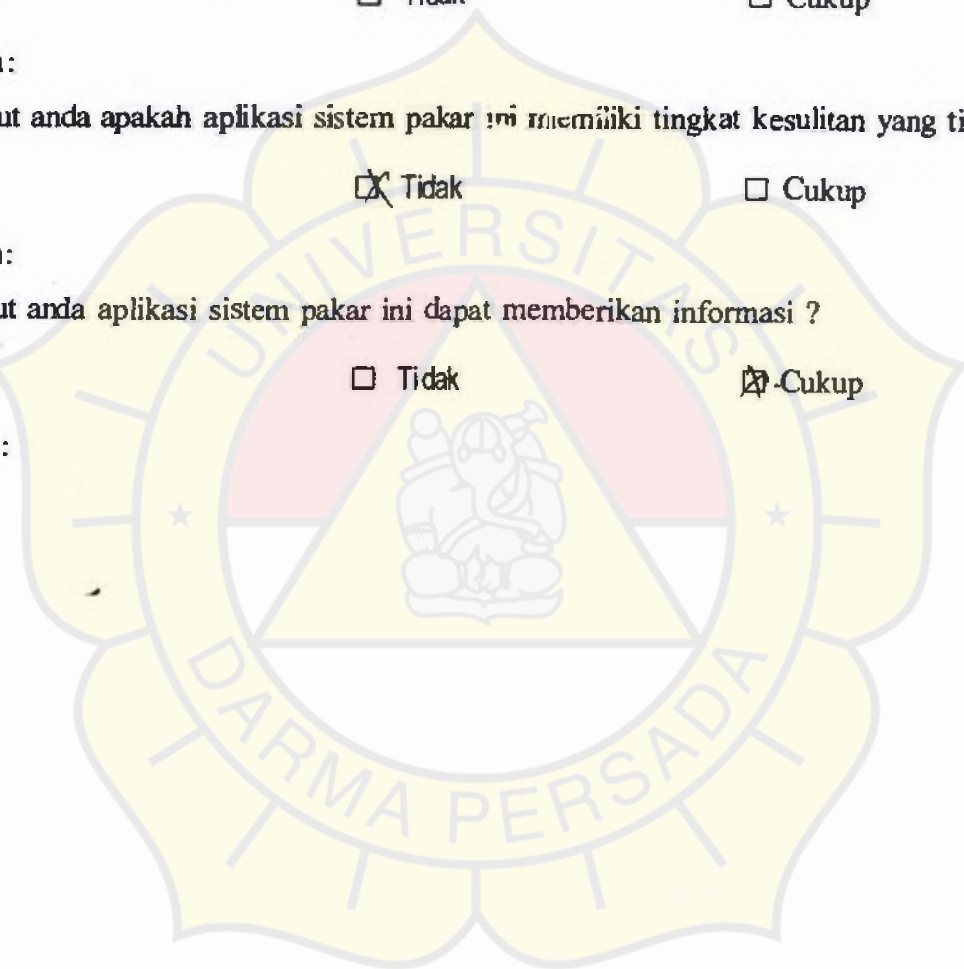 ☐ Tidak ☐ Cukup
:
ut anda apakah aplikasi sistem pakar ini memiliki tingkat kesulitan yang ti
☒ Tidak ☐ Cukup
:
ut anda aplikasi sistem pakar ini dapat memberikan informasi ?
☐ Tidak ☒ Cukup
:
UNIVERSITAS
DARMA PERSADA